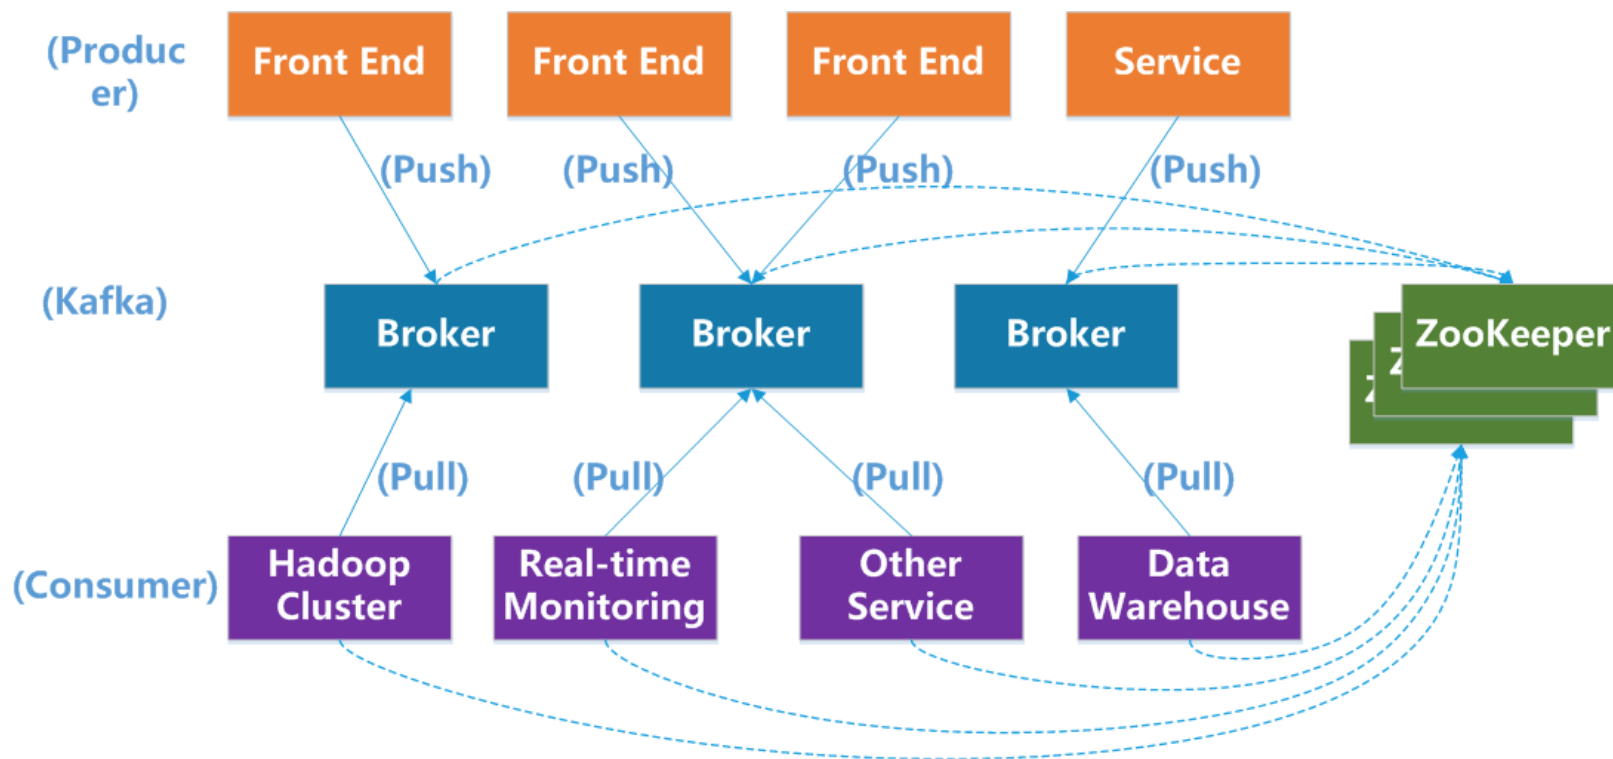 (Produc
er)
Front End
Front End
Front End
Service
(Push)
(Push)
(Push)
(Push)
(Kafka)
Broker
Broker
Broker
ZooKeeper
Z
Z
(Pull)
(Pull)
(Pull)
(Pull)
(Consumer)
Hadoop
Cluster
Real-time
Monitoring
Other
Service
Data
Warehouse